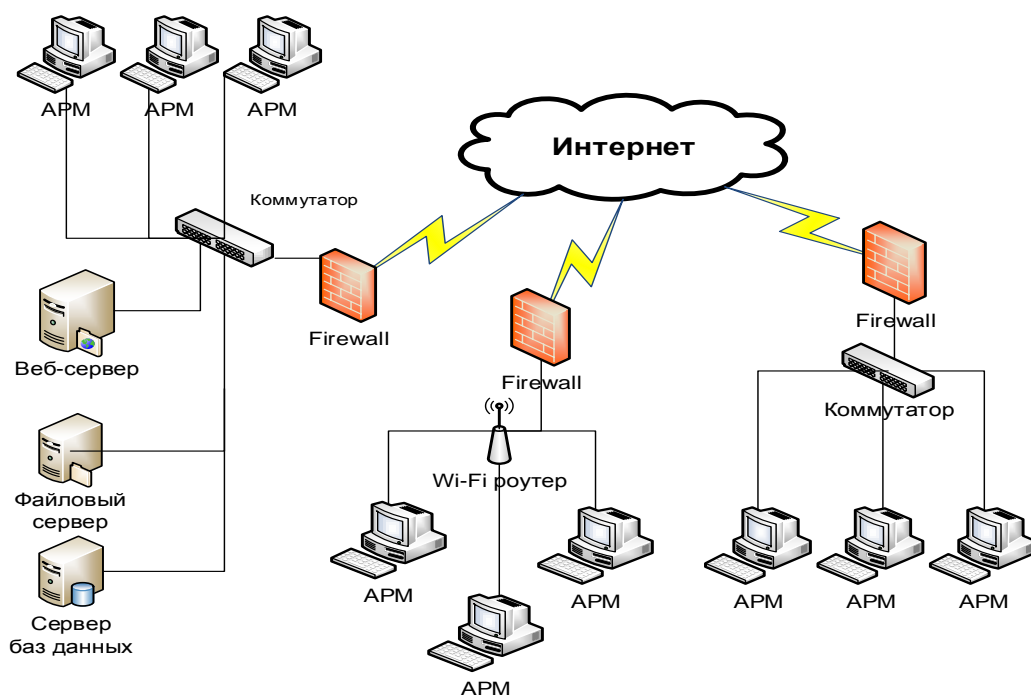 АРМ
АРМ
АРМ
Интернет
Коммутатор
Firewall
Firewall
Firewall
Веб-сервер
Коммутатор
Wi-Fi роутер
Файловый
сервер
АРМ
АРМ
АРМ
АРМ
АРМ
АРМ
Сервер
баз данных